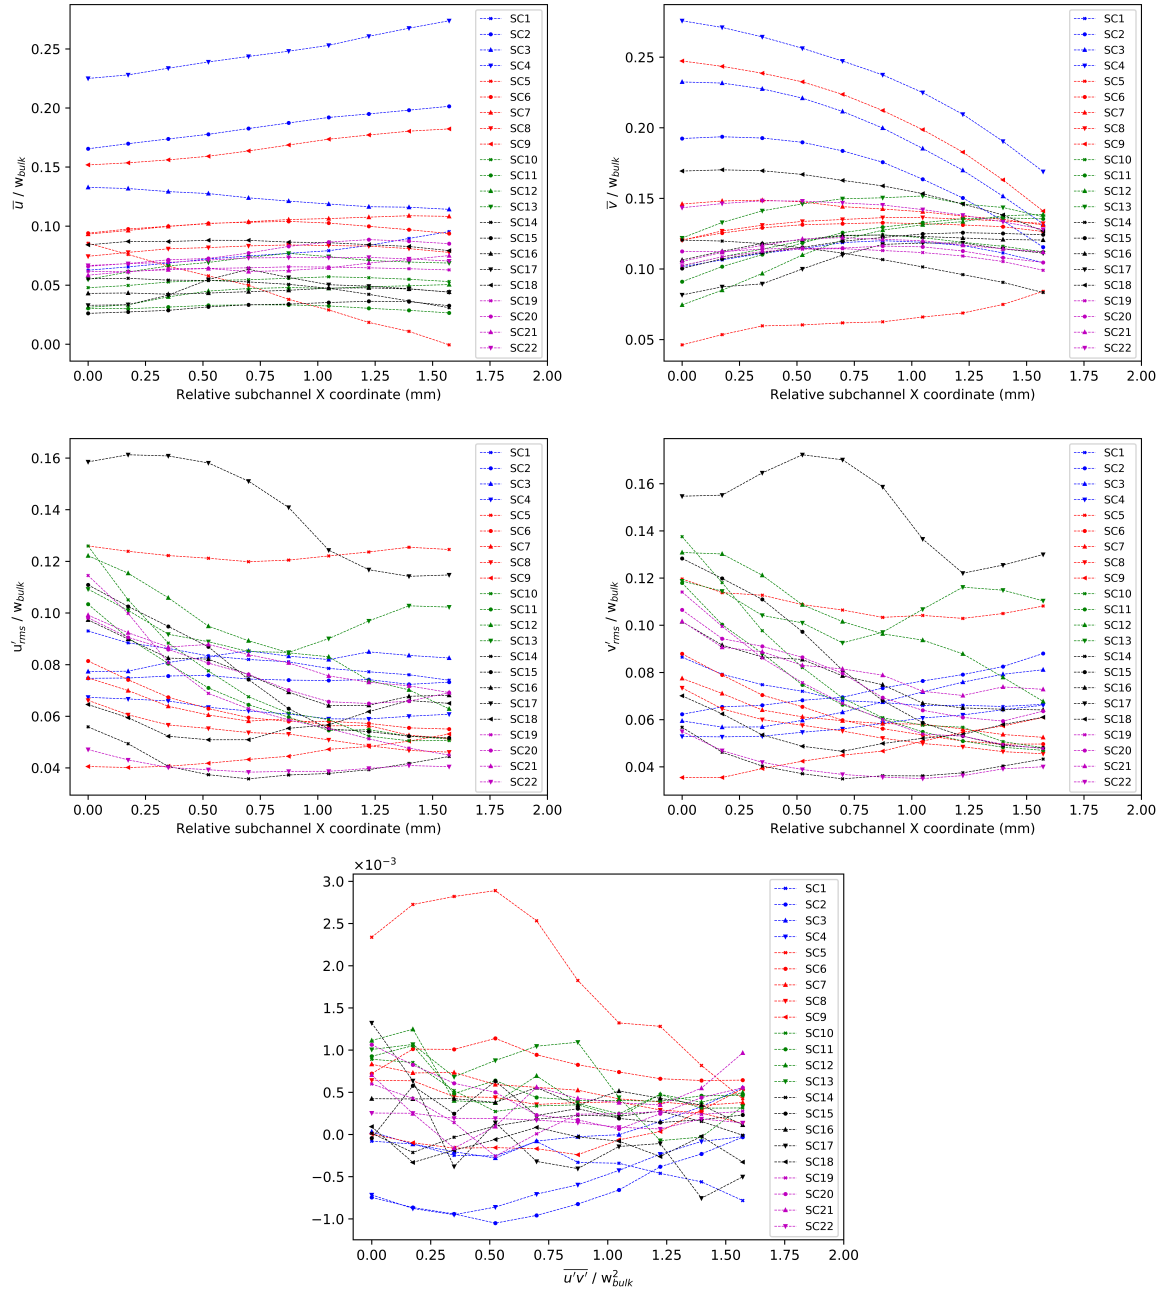 0.25
0.20
0.15
0.10
0.05
0.00
u̅ / w_bulk
0.00 0.25 0.50 0.75 1.00 1.25 1.50 1.75 2.00
Relative subchannel X coordinate (mm)
SC1
SC2
SC3
SC4
SC5
SC6
SC7
SC8
SC9
SC10
SC11
SC12
SC13
SC14
SC15
SC16
SC17
SC18
SC19
SC20
SC21
SC22
0.25
0.20
0.15
0.10
0.05
v̅ / w_bulk
0.00 0.25 0.50 0.75 1.00 1.25 1.50 1.75 2.00
Relative subchannel X coordinate (mm)
SC1
SC2
SC3
SC4
SC5
SC6
SC7
SC8
SC9
SC10
SC11
SC12
SC13
SC14
SC15
SC16
SC17
SC18
SC19
SC20
SC21
SC22
0.16
0.14
0.12
0.10
0.08
0.06
0.04
u'_rms / w_bulk
0.00 0.25 0.50 0.75 1.00 1.25 1.50 1.75 2.00
Relative subchannel X coordinate (mm)
SC1
SC2
SC3
SC4
SC5
SC6
SC7
SC8
SC9
SC10
SC11
SC12
SC13
SC14
SC15
SC16
SC17
SC18
SC19
SC20
SC21
SC22
0.16
0.14
0.12
0.10
0.08
0.06
0.04
v'_rms / w_bulk
0.00 0.25 0.50 0.75 1.00 1.25 1.50 1.75 2.00
Relative subchannel X coordinate (mm)
SC1
SC2
SC3
SC4
SC5
SC6
SC7
SC8
SC9
SC10
SC11
SC12
SC13
SC14
SC15
SC16
SC17
SC18
SC19
SC20
SC21
SC22
×10⁻³
3.0
2.5
2.0
1.5
1.0
0.5
0.0
−0.5
−1.0
0.00 0.25 0.50 0.75 1.00 1.25 1.50 1.75 2.00
u'v'̅ / w²_bulk
SC1
SC2
SC3
SC4
SC5
SC6
SC7
SC8
SC9
SC10
SC11
SC12
SC13
SC14
SC15
SC16
SC17
SC18
SC19
SC20
SC21
SC22